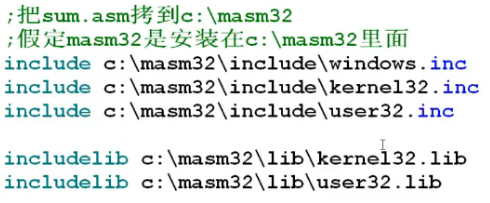 ;把sum.asm拷到c:\masm32
;假定masm32是安装在c:\masm32里面
include c:\masm32\include\windows.inc
include c:\masm32\include\kernel32.inc
include c:\masm32\include\user32.inc
includelib c:\masm32\lib\kernel32.lib
includelib c:\masm32\lib\user32.lib